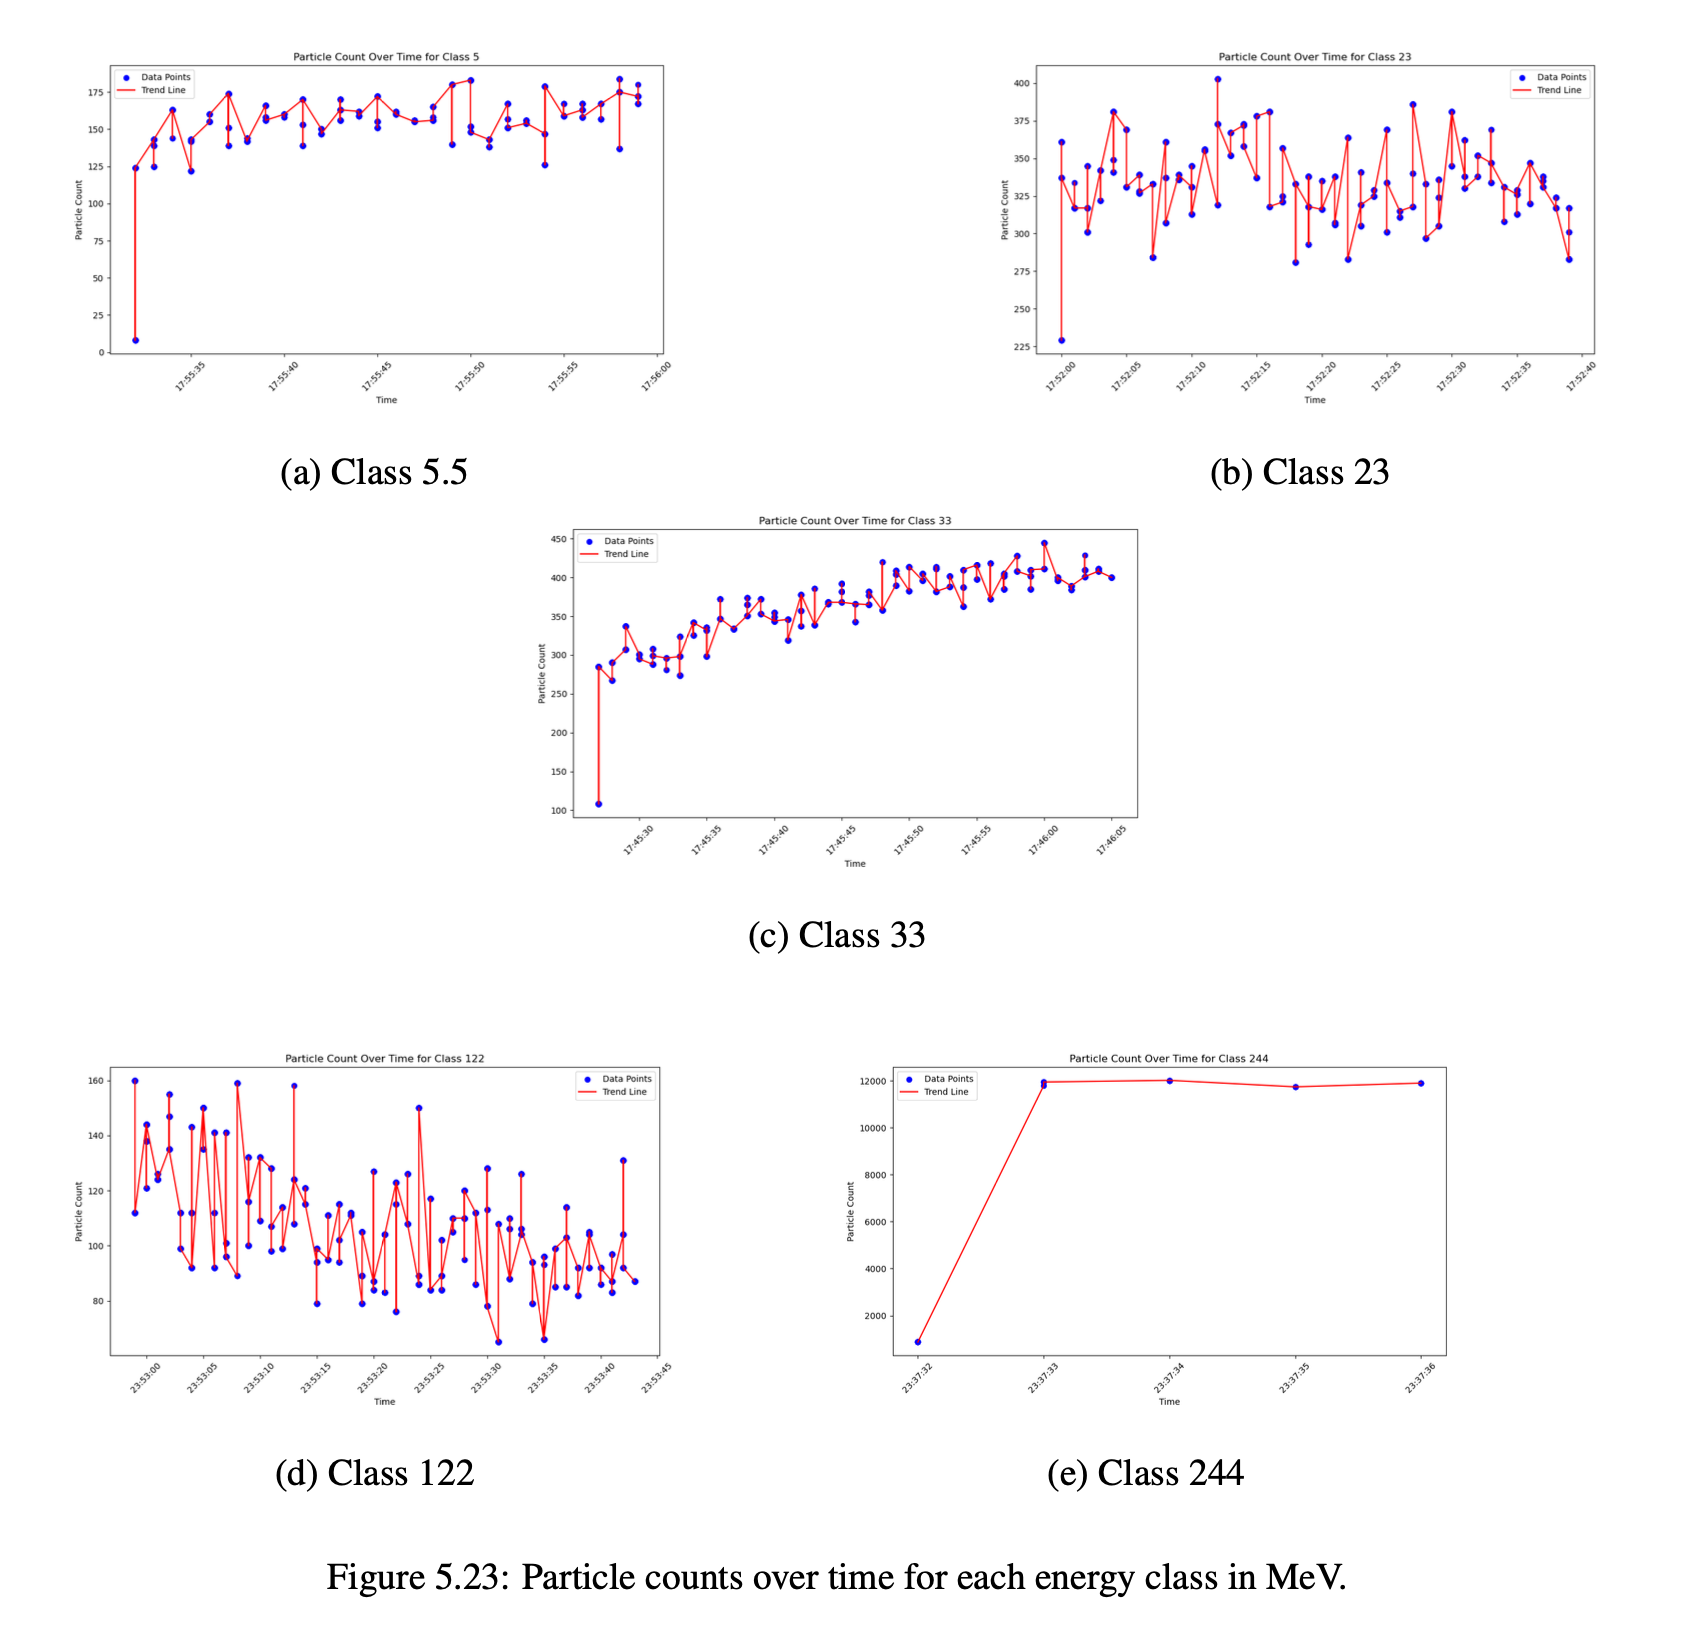 Particle Count Over Time for Class 5
Data Points
Trend Line
175
150
125
100
75
50
25
0
Particle Count
17:55:35
17:55:40
17:55:45
17:55:50
17:55:55
17:56:00
Time
(a) Class 5.5
Particle Count Over Time for Class 23
Data Points
Trend Line
400
375
350
325
300
275
250
225
Particle Count
17:52:00
17:52:05
17:52:10
17:52:15
17:52:20
17:52:25
17:52:30
17:52:35
17:52:40
Time
(b) Class 23
Particle Count Over Time for Class 33
Data Points
Trend Line
450
400
350
300
250
200
150
100
Particle Count
17:45:30
17:45:35
17:45:40
17:45:45
17:45:50
17:45:55
17:46:00
17:46:05
Time
(c) Class 33
Particle Count Over Time for Class 122
Data Points
Trend Line
160
140
120
100
80
Particle Count
23:53:00
23:53:05
23:53:10
23:53:15
23:53:20
23:53:25
23:53:30
23:53:35
23:53:40
23:53:45
Time
(d) Class 122
Particle Count Over Time for Class 244
Data Points
Trend Line
12000
10000
8000
6000
4000
2000
Particle Count
23:37:32
23:37:33
23:37:34
23:37:35
23:37:36
Time
(e) Class 244
Figure 5.23: Particle counts over time for each energy class in MeV.